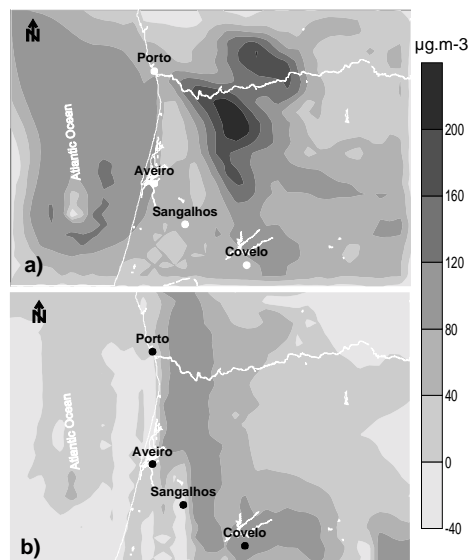 µg.m-3
N
Porto
Atlantic Ocean
Aveiro
Sangalhos
Covelo
a)
200
160
120
80
40
0
-40
N
Porto
Atlantic Ocean
Aveiro
Sangalhos
Covelo
b)